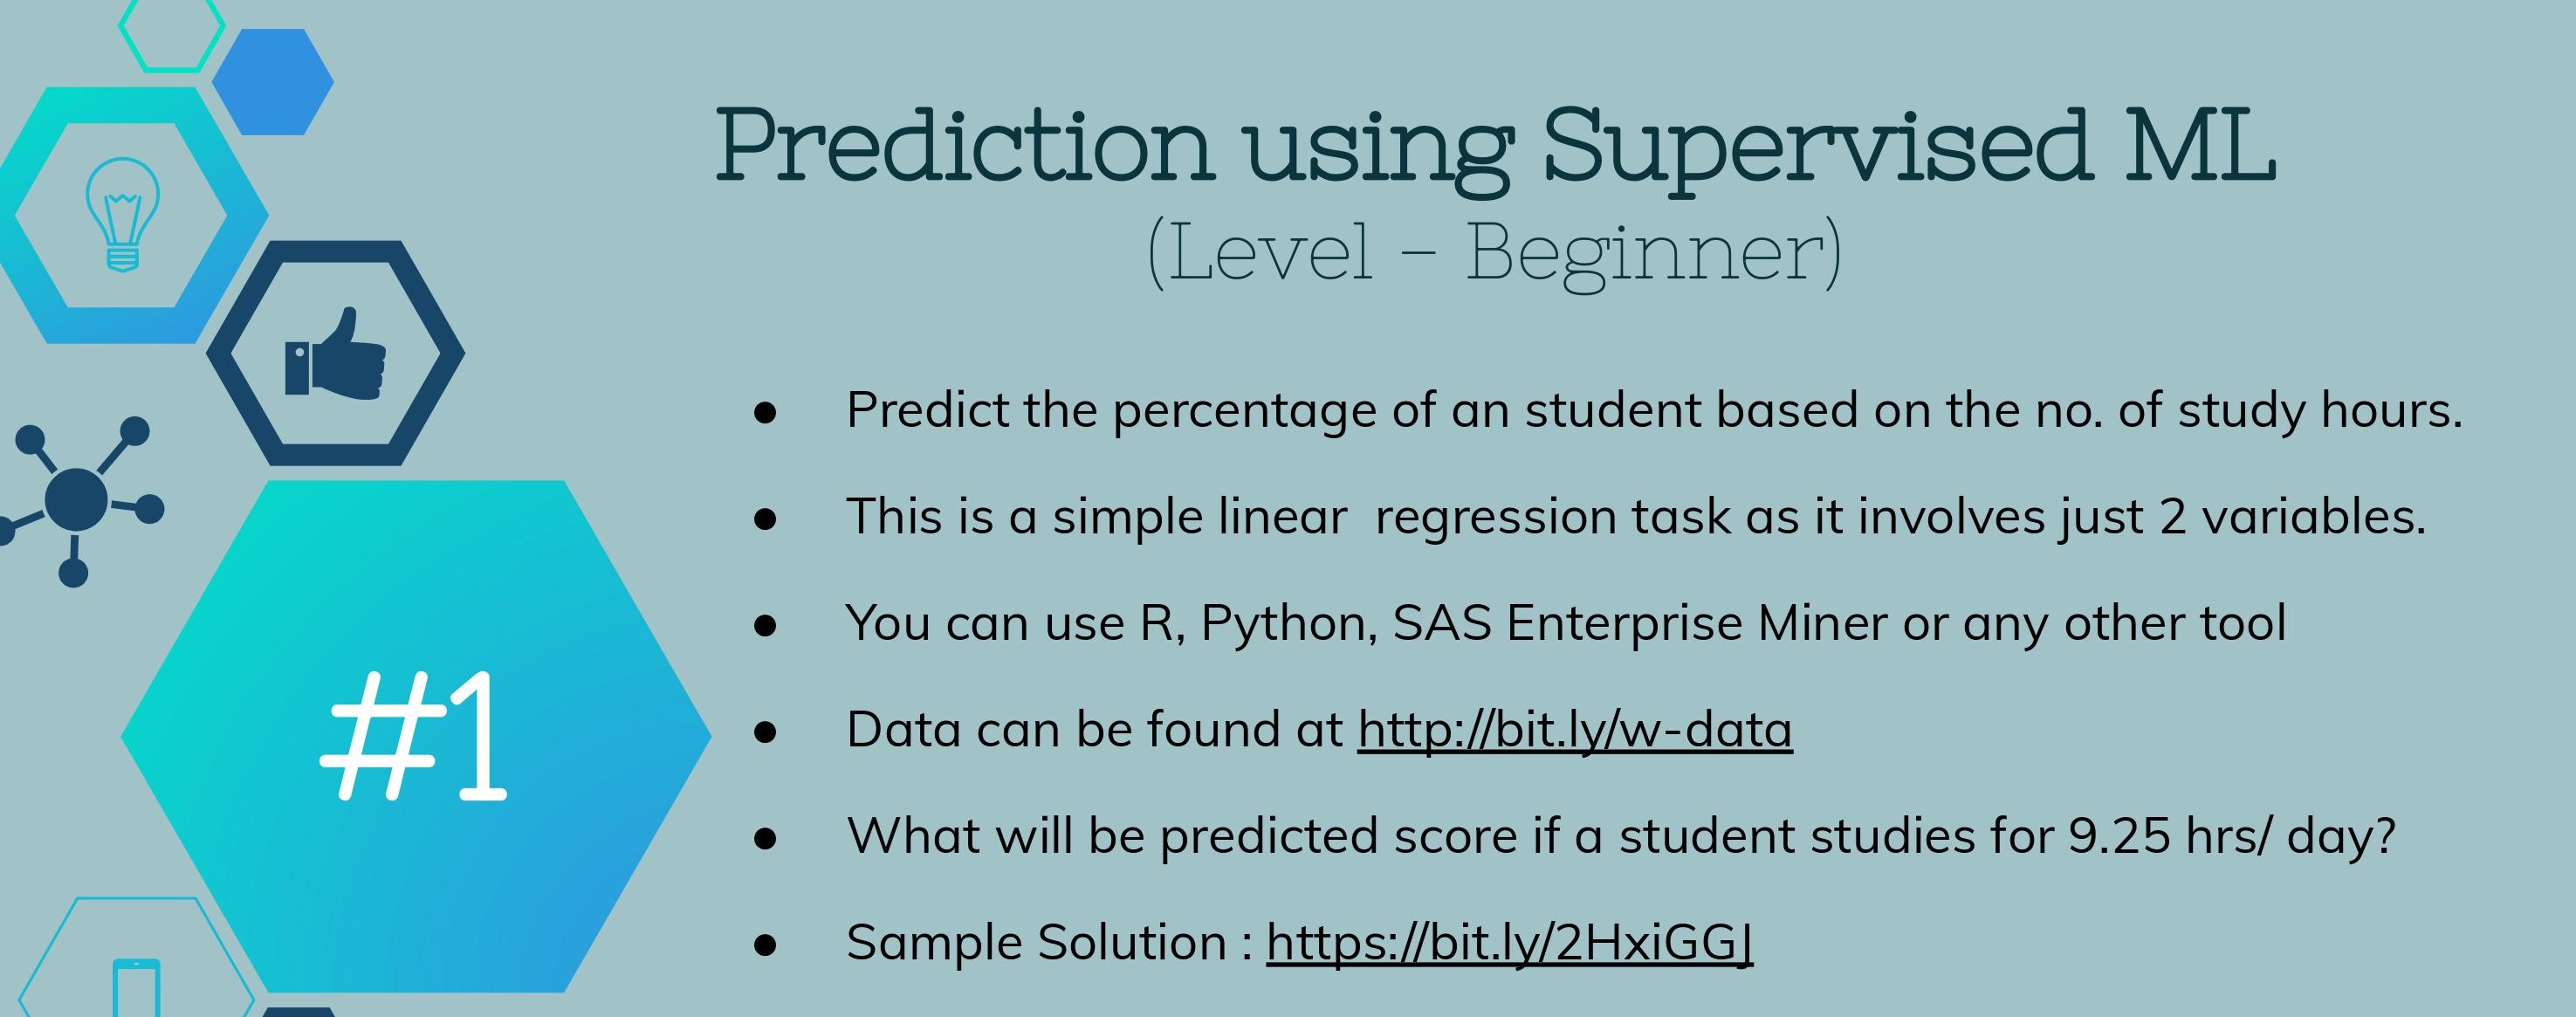 Prediction using Supervised ML
(Level - Beginner)
● Predict the percentage of an student based on the no. of study hours.
● This is a simple linear  regression task as it involves just 2 variables.
● You can use R, Python, SAS Enterprise Miner or any other tool
● Data can be found at http://bit.ly/w-data
● What will be predicted score if a student studies for 9.25 hrs/ day?
● Sample Solution : https://bit.ly/2HxiGGJ
#1